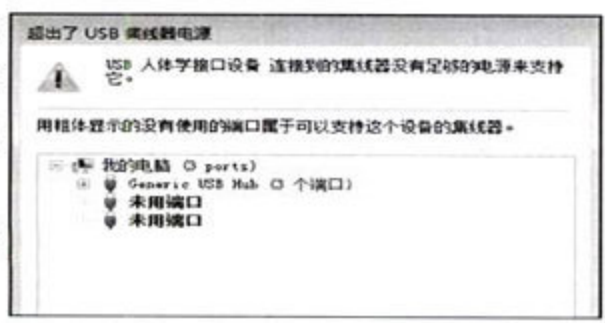 超出了 USB 集线器电源
USB 人体学接口设备 连接到的集线器没有足够的电源来支持
它。
用粗体显示的没有使用的端口属于可以支持这个设备的集线器。
我的电脑 (3 ports)
Generic USB Hub (3 个端口)
未用端口
未用端口